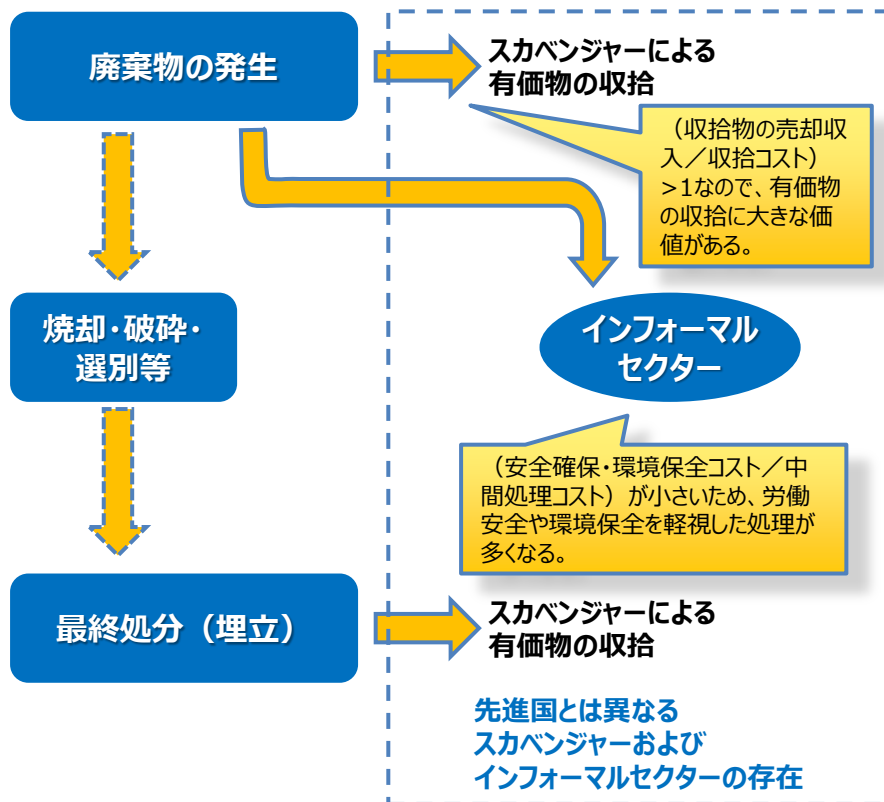 廃棄物の発生
スカベンジャーによる
有価物の収拾
（収拾物の売却収
入／収拾コスト）
>1なので、有価物
の収拾に大きな価
値がある。
焼却・破砕・
選別等
インフォーマル
セクター
（安全確保・環境保全コスト／中
間処理コスト）が小さいため、労働
安全や環境保全を軽視した処理が
多くなる。
最終処分（埋立）
スカベンジャーによる
有価物の収拾
先進国とは異なる
スカベンジャーおよび
インフォーマルセクターの存在